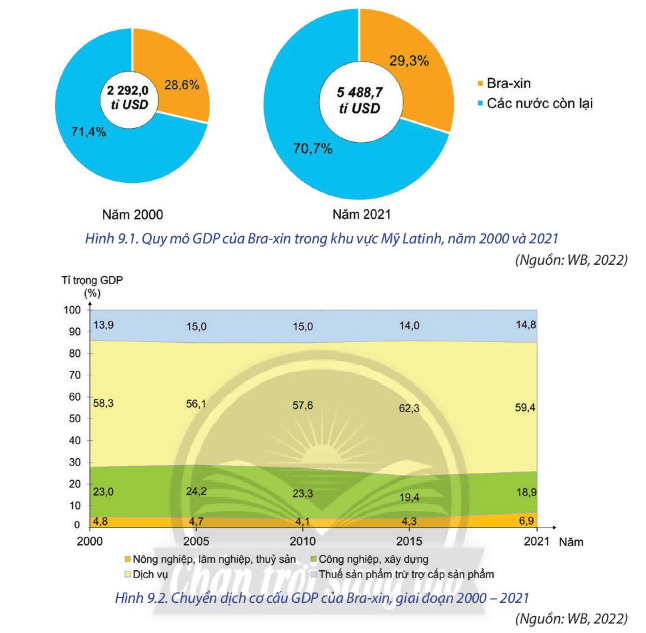 2 292,0
tỉ USD
28,6%
71,4%
Năm 2000
5 488,7
tỉ USD
29,3%
70,7%
Năm 2021
Bra-xin
Các nước còn lại
Hình 9.1. Quy mô GDP của Bra-xin trong khu vực Mỹ Latinh, năm 2000 và 2021
(Nguồn: WB, 2022)
Tỉ trọng GDP
(%)
100
90
80
70
60
50
40
30
20
10
0
13,9 15,0 15,0 14,0 14,8
58,3 56,1 57,6 62,3 59,4
23,0 24,2 23,3 19,4 18,9
4,8 4,7 4,1 4,3 6,9
2000 2005 2010 2015 2021 Năm
Nông nghiệp, lâm nghiệp, thuỷ sản Công nghiệp, xây dựng
Dịch vụ Thuế sản phẩm trừ trợ cấp sản phẩm
Chân trời sáng tạo
Hình 9.2. Chuyển dịch cơ cấu GDP của Bra-xin, giai đoạn 2000 – 2021
(Nguồn: WB, 2022)